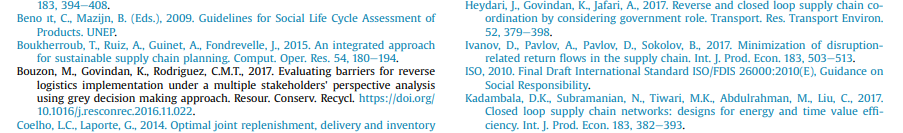 183, 394–408.
Beno ıt, C., Mazijn, B. (Eds.), 2009. Guidelines for Social Life Cycle Assessment of
Products. UNEP.
Boukherroub, T., Ruiz, A., Guinet, A., Fondrevelle, J., 2015. An integrated approach
for sustainable supply chain planning. Comput. Oper. Res. 54, 180–194.
Bouzon, M., Govindan, K., Rodriguez, C.M.T., 2017. Evaluating barriers for reverse
logistics implementation under a multiple stakeholders' perspective analysis
using grey decision making approach. Resour. Conserv. Recycl. https://doi.org/
10.1016/j.resconrec.2016.11.022.
Coelho, L.C., Laporte, G., 2014. Optimal joint replenishment, delivery and inventory
Heydari, J., Govindan, K., Jafari, A., 2017. Reverse and closed loop supply chain co-
ordination by considering government role. Transport. Res. Transport Environ.
52, 379–398.
Ivanov, D., Pavlov, A., Pavlov, D., Sokolov, B., 2017. Minimization of disruption-
related return flows in the supply chain. Int. J. Prod. Econ. 183, 503–513.
ISO, 2010. Final Draft International Standard ISO/FDIS 26000:2010(E), Guidance on
Social Responsibility.
Kadambala, D.K., Subramanian, N., Tiwari, M.K., Abdulrahman, M., Liu, C., 2017.
Closed loop supply chain networks: designs for energy and time value effi-
ciency. Int. J. Prod. Econ. 183, 382–393.